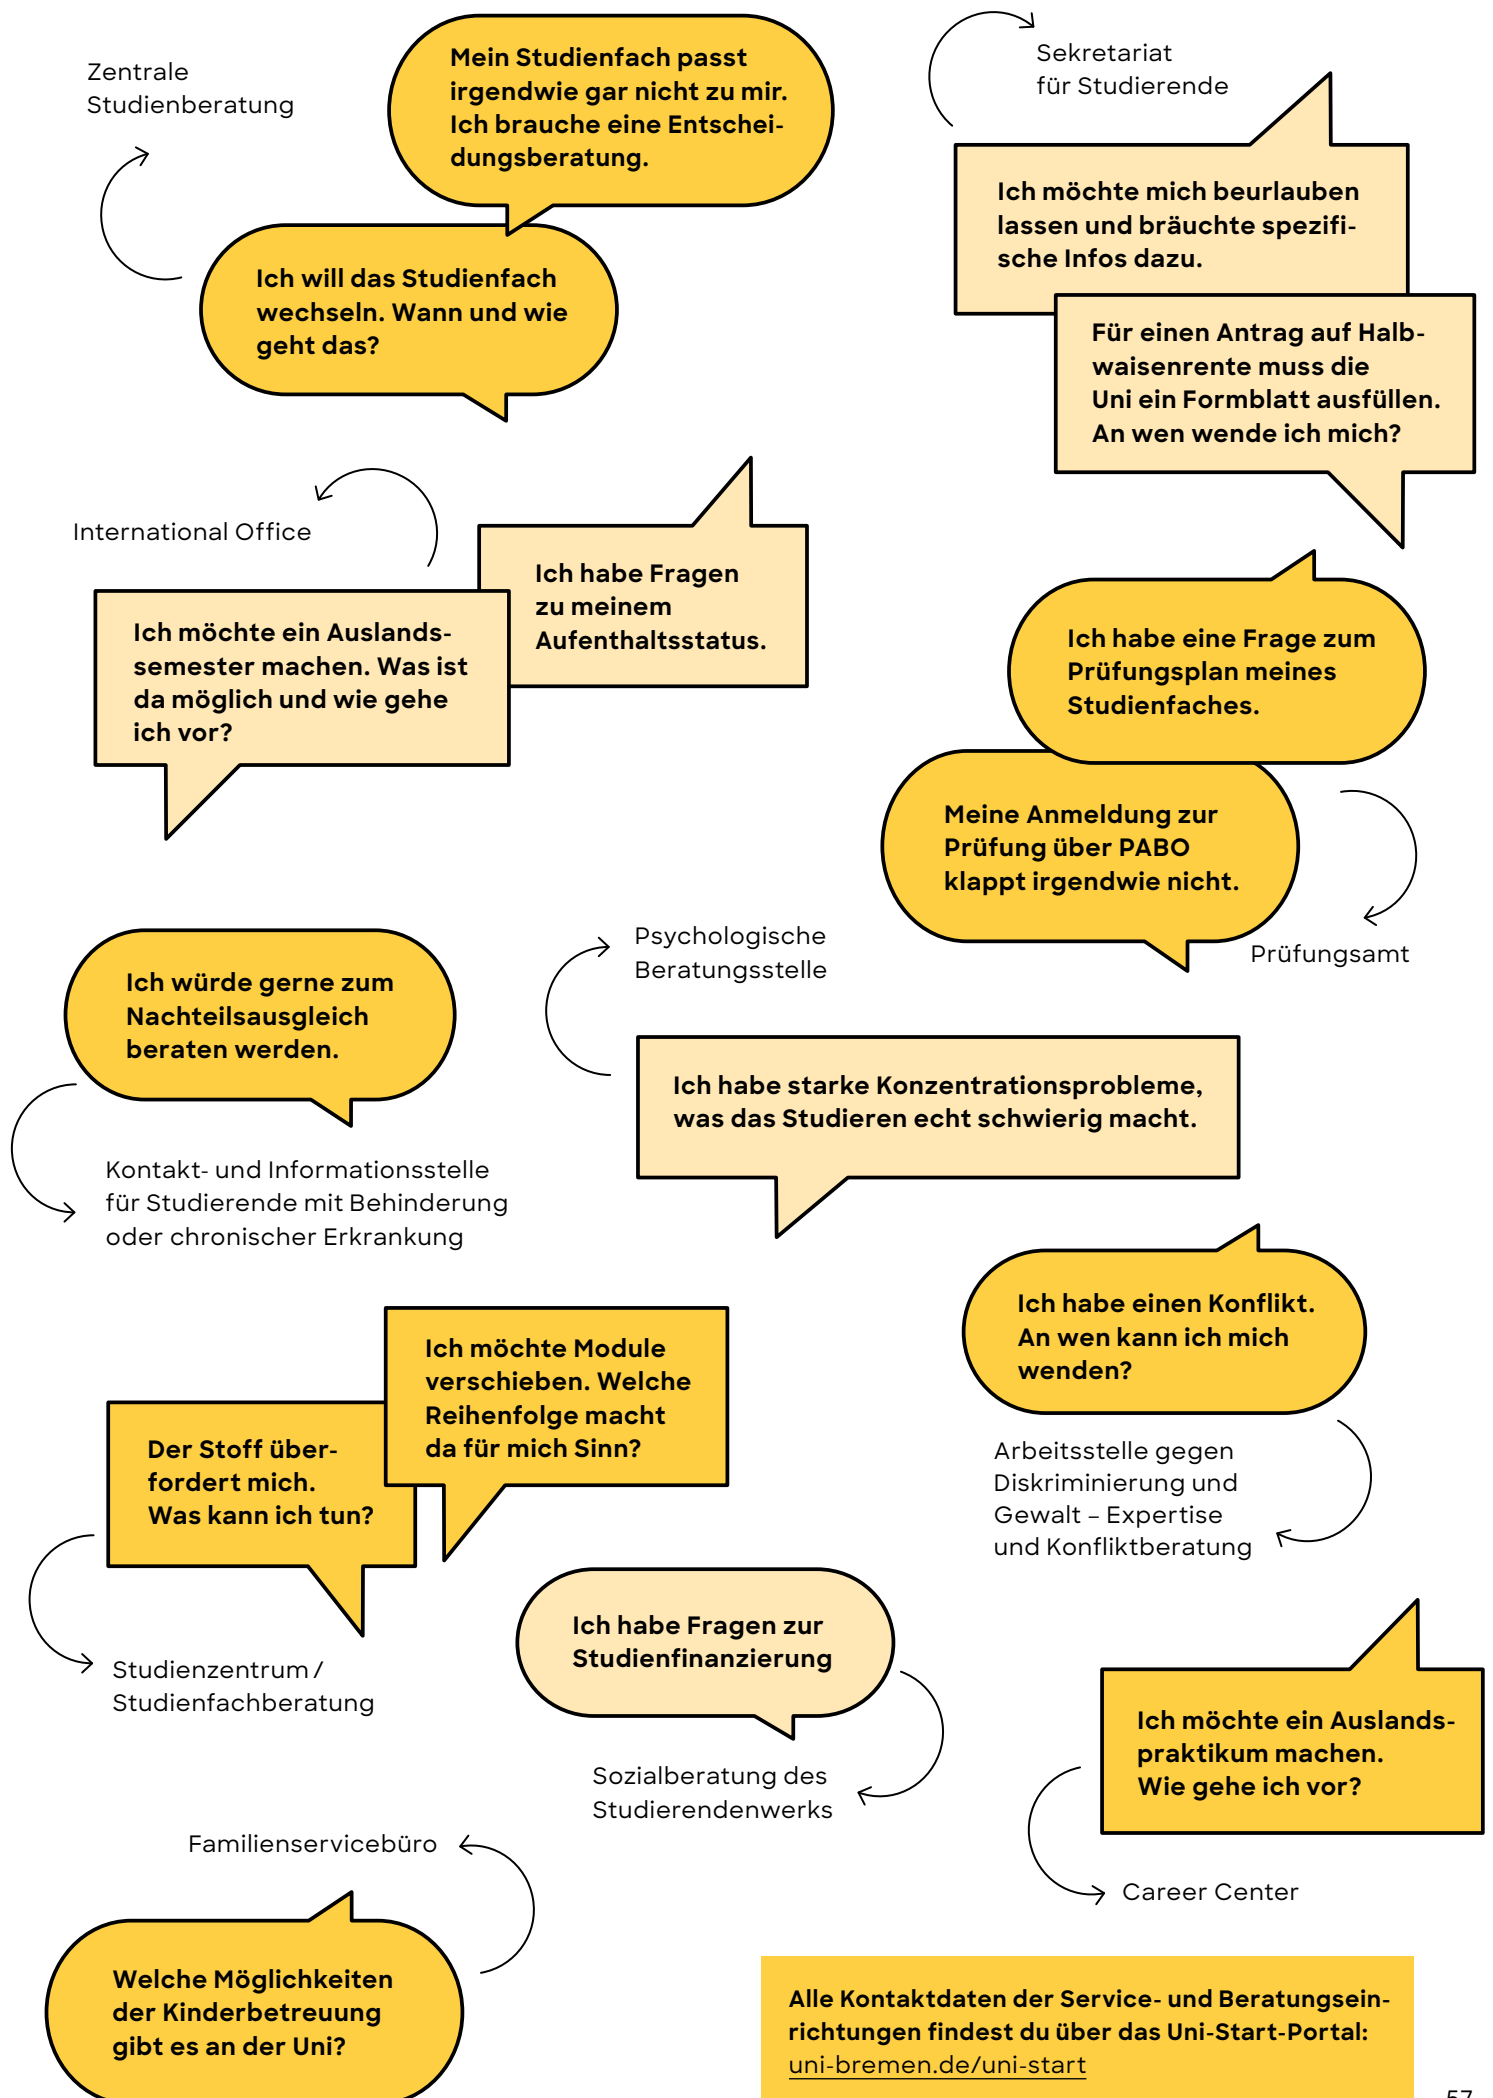 Zentrale
Studienberatung
Mein Studienfach passt
irgendwie gar nicht zu mir.
Ich brauche eine Entschei-
dungsberatung.
Ich will das Studienfach
wechseln. Wann und wie
geht das?
Sekretariat
für Studierende
Ich möchte mich beurlauben
lassen und bräuchte spezifi-
sche Infos dazu.
Für einen Antrag auf Halb-
waisenrente muss die
Uni ein Formblatt ausfüllen.
An wen wende ich mich?
International Office
Ich habe Fragen
zu meinem
Aufenthaltsstatus.
Ich möchte ein Auslands-
semester machen. Was ist
da möglich und wie gehe
ich vor?
Ich habe eine Frage zum
Prüfungsplan meines
Studienfaches.
Meine Anmeldung zur
Prüfung über PABO
klappt irgendwie nicht.
Prüfungsamt
Psychologische
Beratungsstelle
Ich würde gerne zum
Nachteilsausgleich
beraten werden.
Ich habe starke Konzentrationsprobleme,
was das Studieren echt schwierig macht.
Kontakt- und Informationsstelle
für Studierende mit Behinderung
oder chronischer Erkrankung
Ich habe einen Konflikt.
An wen kann ich mich
wenden?
Arbeitsstelle gegen
Diskriminierung und
Gewalt – Expertise
und Konfliktberatung
Ich möchte Module
verschieben. Welche
Reihenfolge macht
da für mich Sinn?
Der Stoff über-
fordert mich.
Was kann ich tun?
Studienzentrum /
Studienfachberatung
Ich habe Fragen zur
Studienfinanzierung
Sozialberatung des
Studierendenwerks
Ich möchte ein Auslands-
praktikum machen.
Wie gehe ich vor?
Career Center
Familienservicebüro
Welche Möglichkeiten
der Kinderbetreuung
gibt es an der Uni?
Alle Kontaktdaten der Service- und Beratungsein-
richtungen findest du über das Uni-Start-Portal:
uni-bremen.de/uni-start
57